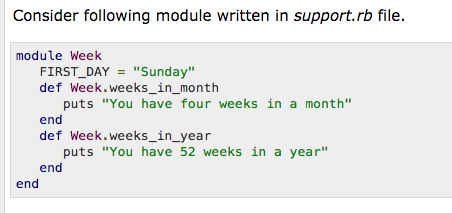 Consider following module written in support.rb file.
module Week
   FIRST_DAY = "Sunday"
   def Week.weeks_in_month
      puts "You have four weeks in a month"
   end
   def Week.weeks_in_year
      puts "You have 52 weeks in a year"
   end
end